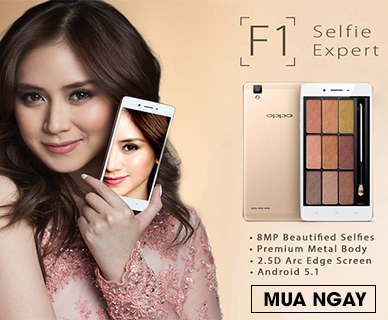 F1 Selfie
Expert
oppo
• 8MP Beautified Selfies
• Premium Metal Body
• 2.5D Arc Edge Screen
• Android 5.1
MUA NGAY